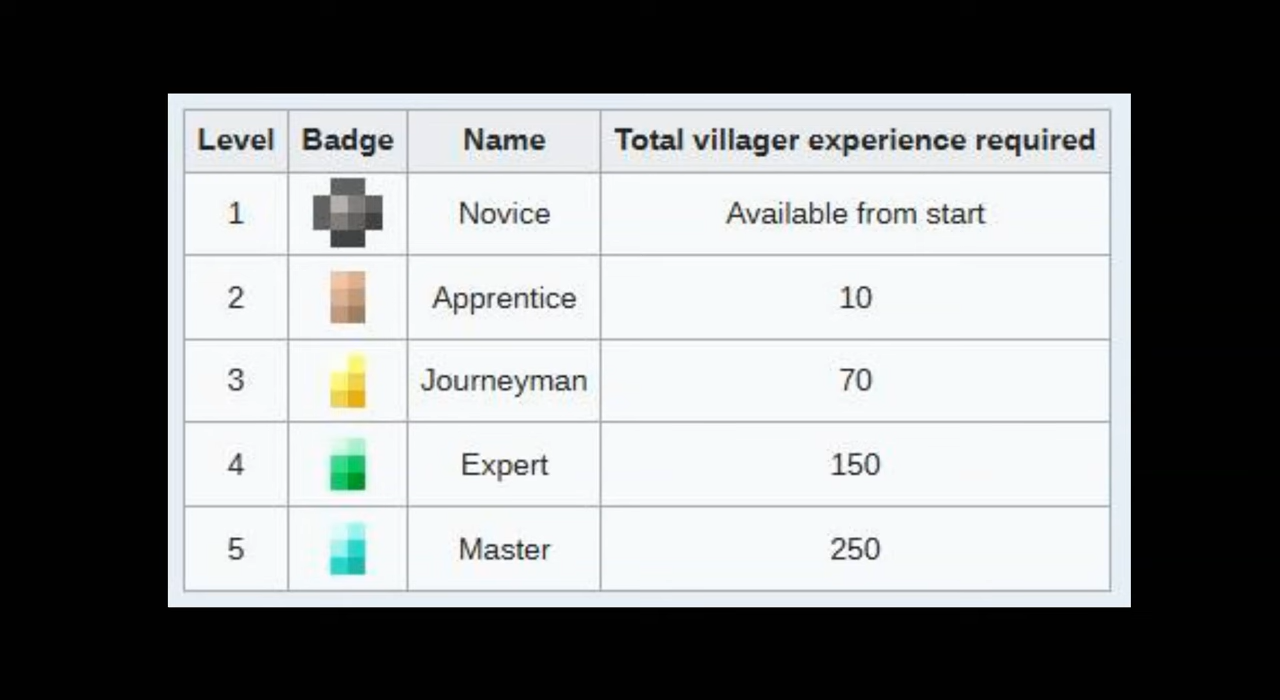 Level Badge Name Total villager experience required
1 Novice Available from start
2 Apprentice 10
3 Journeyman 70
4 Expert 150
5 Master 250